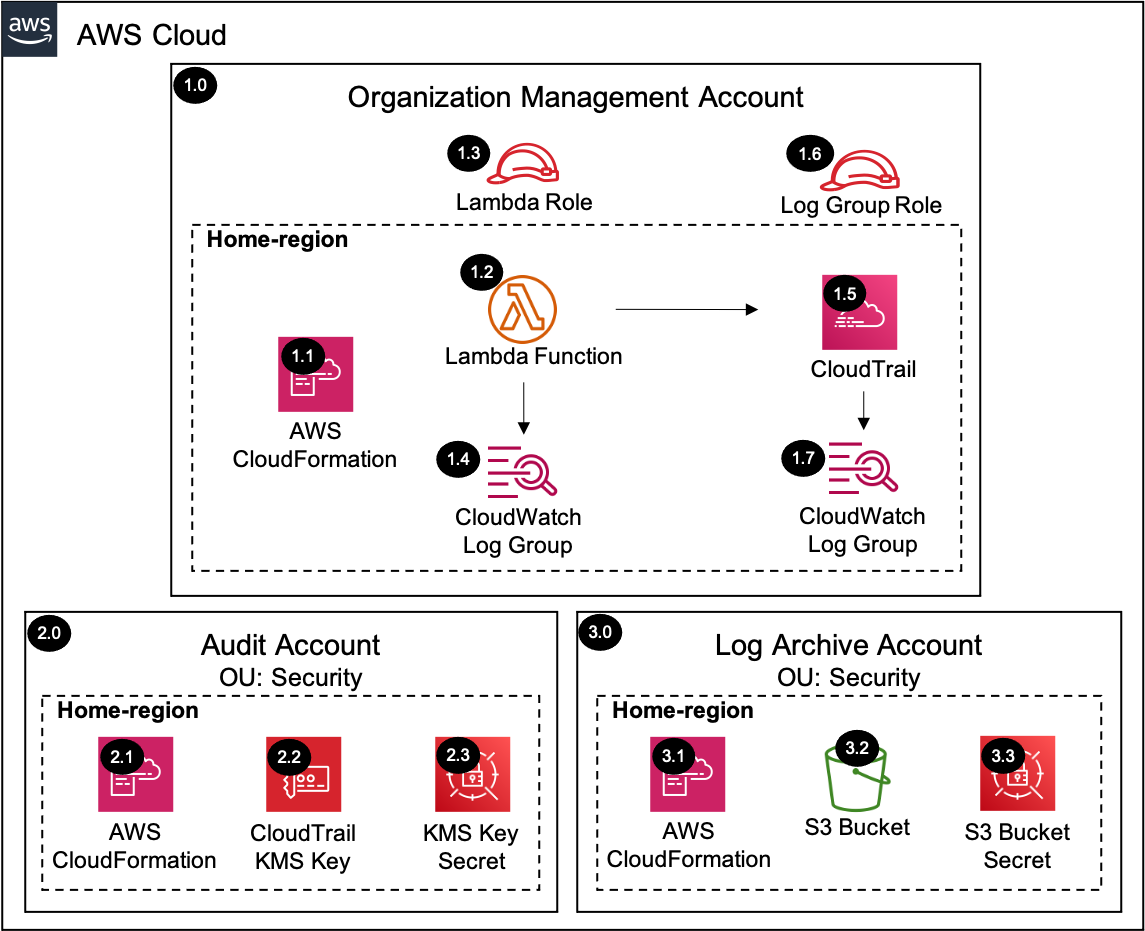 aws
AWS Cloud
1.0
Organization Management Account
1.3
Lambda Role
1.6
Log Group Role
Home-region
1.2
Lambda Function
1.5
CloudTrail
1.1
AWS
CloudFormation
1.4
CloudWatch
Log Group
1.7
CloudWatch
Log Group
2.0
Audit Account
OU: Security
Home-region
2.1
AWS
CloudFormation
2.2
CloudTrail
KMS Key
2.3
KMS Key
Secret
3.0
Log Archive Account
OU: Security
Home-region
3.1
AWS
CloudFormation
3.2
S3 Bucket
3.3
S3 Bucket
Secret